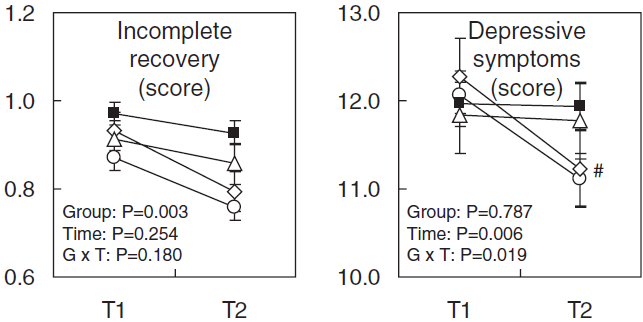 1.2
1.0
0.8
0.6
Incomplete
recovery
(score)
Group: P=0.003
Time: P=0.254
G x T: P=0.180
T1 T2
13.0
12.0
11.0
10.0
Depressive
symptoms
(score)
#
Group: P=0.787
Time: P=0.006
G x T: P=0.019
T1 T2